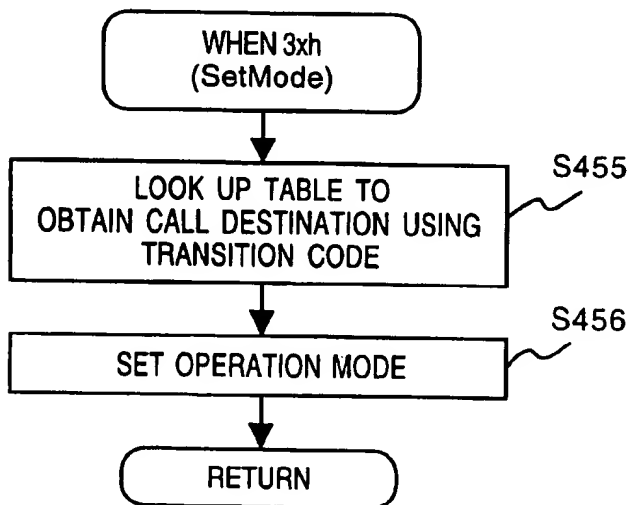 WHEN 3xh
(SetMode)
LOOK UP TABLE TO
OBTAIN CALL DESTINATION USING
TRANSITION CODE
S455
SET OPERATION MODE
S456
RETURN